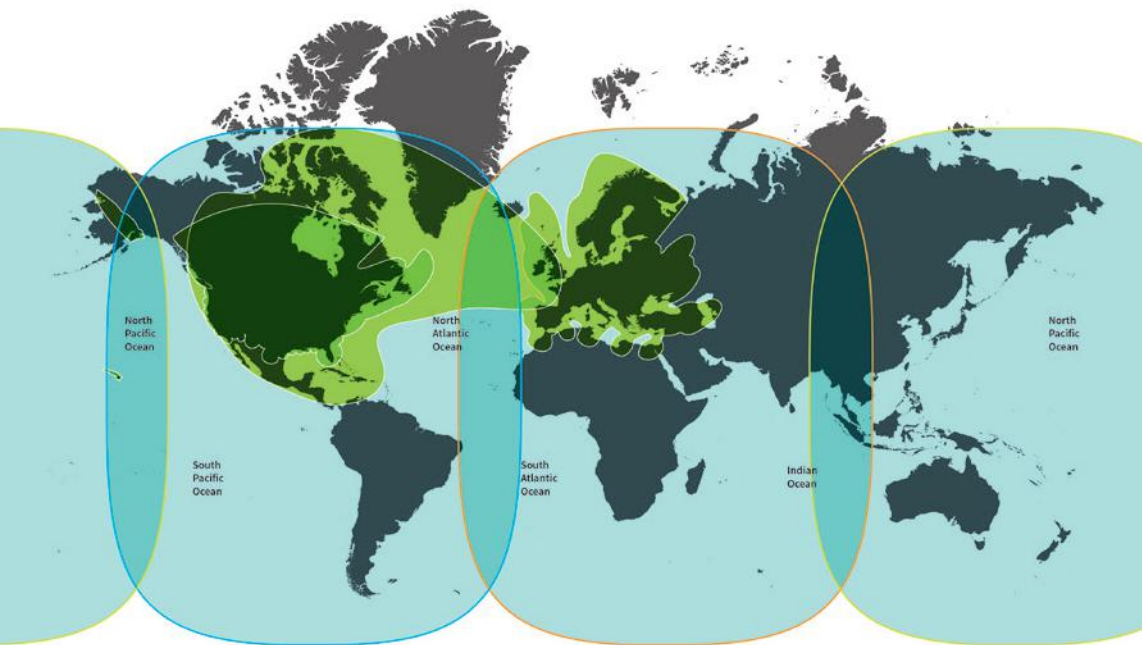 North
Pacific
Ocean
North
Atlantic
Ocean
North
Pacific
Ocean
South
Pacific
Ocean
South
Atlantic
Ocean
Indian
Ocean